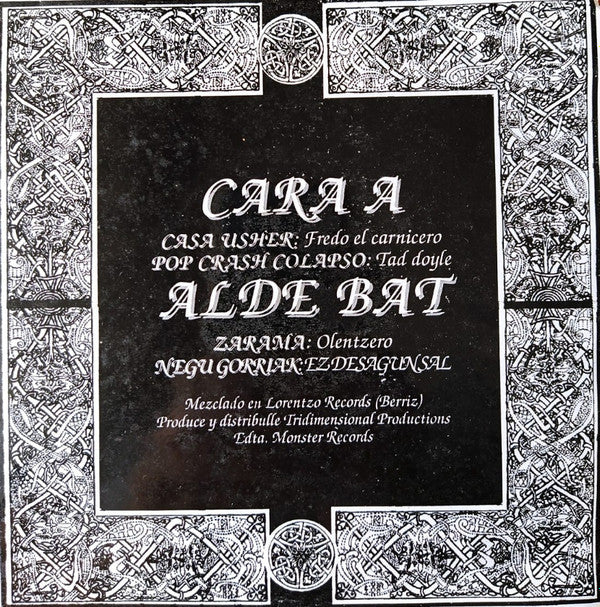 CARA A
CASA USHER: Fredo el carnicero
POP CRASH COLAPSO: Tad doyle
ALDE BAT
ZARAMA: Olentzero
NEGU GORRIAK: EZ DESAGUN SAL
Mezclado en Lorentzo Records (Berriz)
Produce y distribulle Tridimensional Productions
Edta. Monster Records